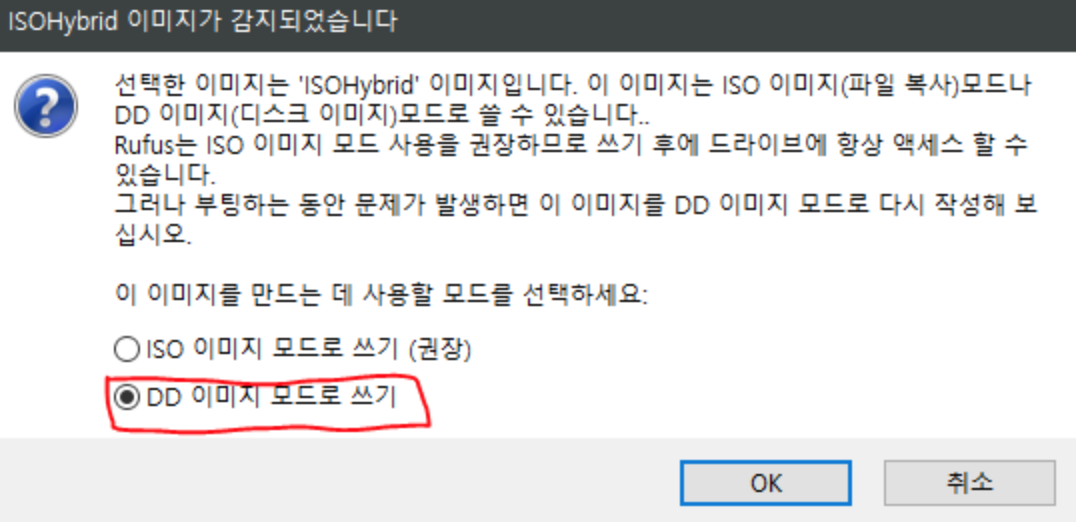 ISOHybrid 이미지가 감지되었습니다
선택한 이미지는 'ISOHybrid' 이미지입니다. 이 이미지는 ISO 이미지(파일 복사)모드나
DD 이미지(디스크 이미지)모드로 쓸 수 있습니다..
Rufus는 ISO 이미지 모드 사용을 권장하므로 쓰기 후에 드라이브에 항상 액세스 할 수
있습니다.
그러나 부팅하는 동안 문제가 발생하면 이 이미지를 DD 이미지 모드로 다시 작성해 보
십시오.
이 이미지를 만드는 데 사용할 모드를 선택하세요:
ISO 이미지 모드로 쓰기 (권장)
DD 이미지 모드로 쓰기
OK 취소